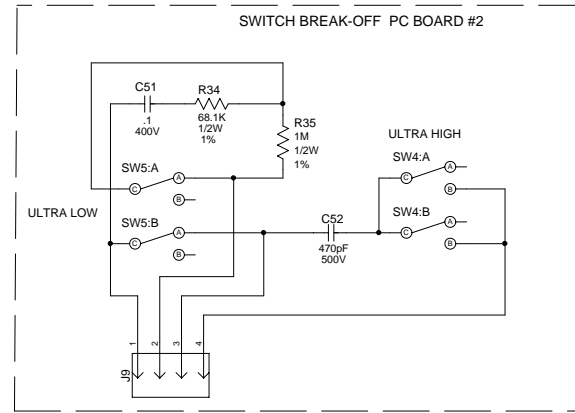 SWITCH BREAK-OFF PC BOARD #2
C51
.1
400V
R34
68.1K
1/2W
1%
R35
1M
1/2W
1%
ULTRA HIGH
SW4:A
A
C
B
SW5:A
A
C
B
ULTRA LOW
SW5:B
A
C
B
C52
470pF
500V
SW4:B
A
C
B
1
2
3
4
J9